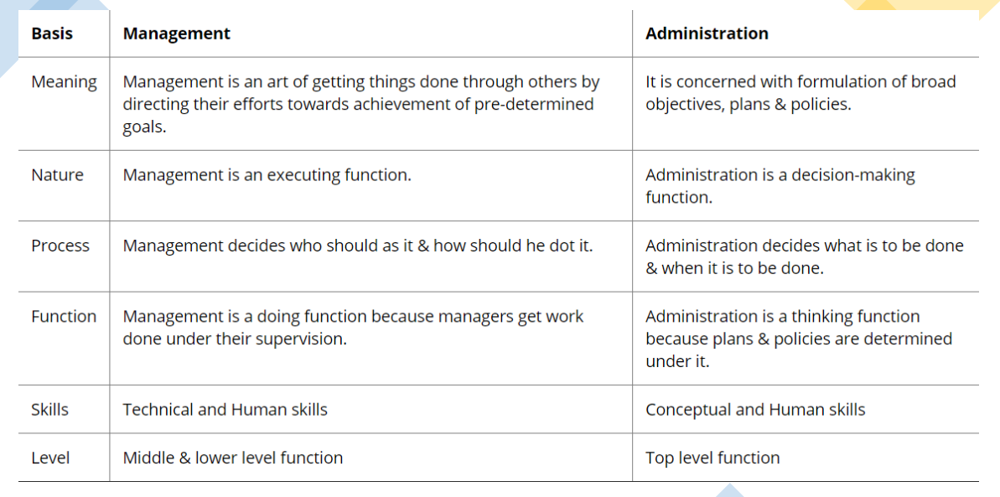 Basis Management Administration
Meaning Management is an art of getting things done through others by It is concerned with formulation of broad
directing their efforts towards achievement of pre-determined objectives, plans & policies.
goals.
Nature Management is an executing function. Administration is a decision-making
function.
Process Management decides who should as it & how should he dot it. Administration decides what is to be done
& when it is to be done.
Function Management is a doing function because managers get work Administration is a thinking function
done under their supervision. because plans & policies are determined
under it.
Skills Technical and Human skills Conceptual and Human skills
Level Middle & lower level function Top level function